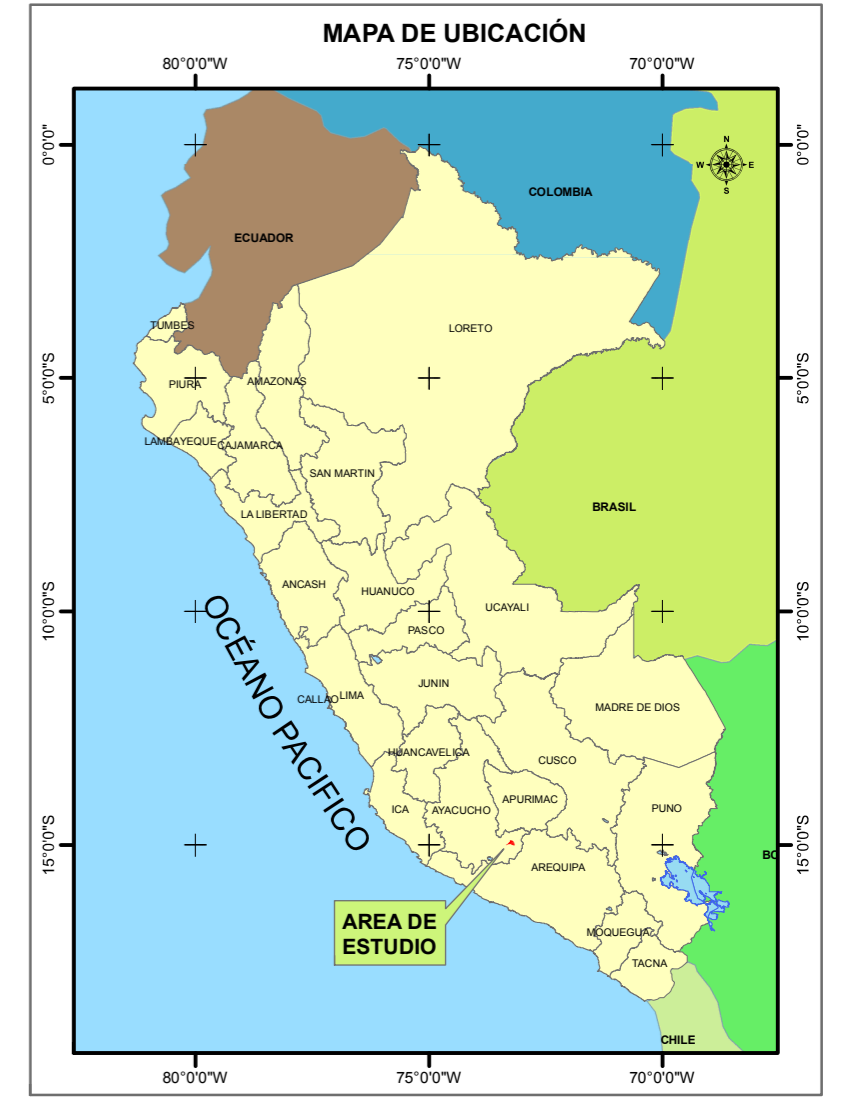 MAPA DE UBICACIÓN
80°0'0"W 75°0'0"W 70°0'0"W
0°0'0"
0°0'0"
N
W E
S
COLOMBIA
ECUADOR
TUMBES
LORETO
5°0'0"S
5°0'0"S
PIURA
AMAZONAS
LAMBAYEQUE
CAJAMARCA
SAN MARTIN
BRASIL
LA LIBERTAD
ANCASH
HUANUCO
UCAYALI
10°0'0"S
10°0'0"S
PASCO
OCÉANO PACIFICO
JUNIN
CALLAO
LIMA
MADRE DE DIOS
HUANCAVELICA
CUSCO
ICA
AYACUCHO
APURIMAC
PUNO
15°0'0"S
15°0'0"S
BO
AREQUIPA
AREA DE
ESTUDIO
MOQUEGUA
TACNA
CHILE
80°0'0"W 75°0'0"W 70°0'0"W